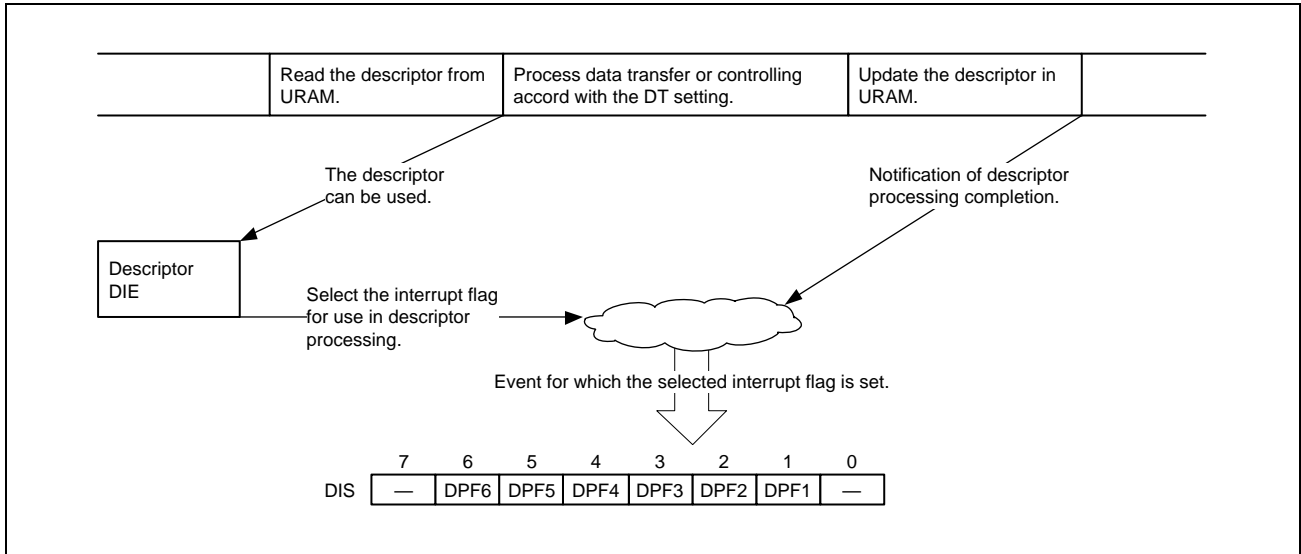 Read the descriptor from
URAM.
Process data transfer or controlling
accord with the DT setting.
Update the descriptor in
URAM.
The descriptor
can be used.
Notification of descriptor
processing completion.
Descriptor
DIE
Select the interrupt flag
for use in descriptor
processing.
Event for which the selected interrupt flag is set.
7 6 5 4 3 2 1 0
DIS — DPF6 DPF5 DPF4 DPF3 DPF2 DPF1 —